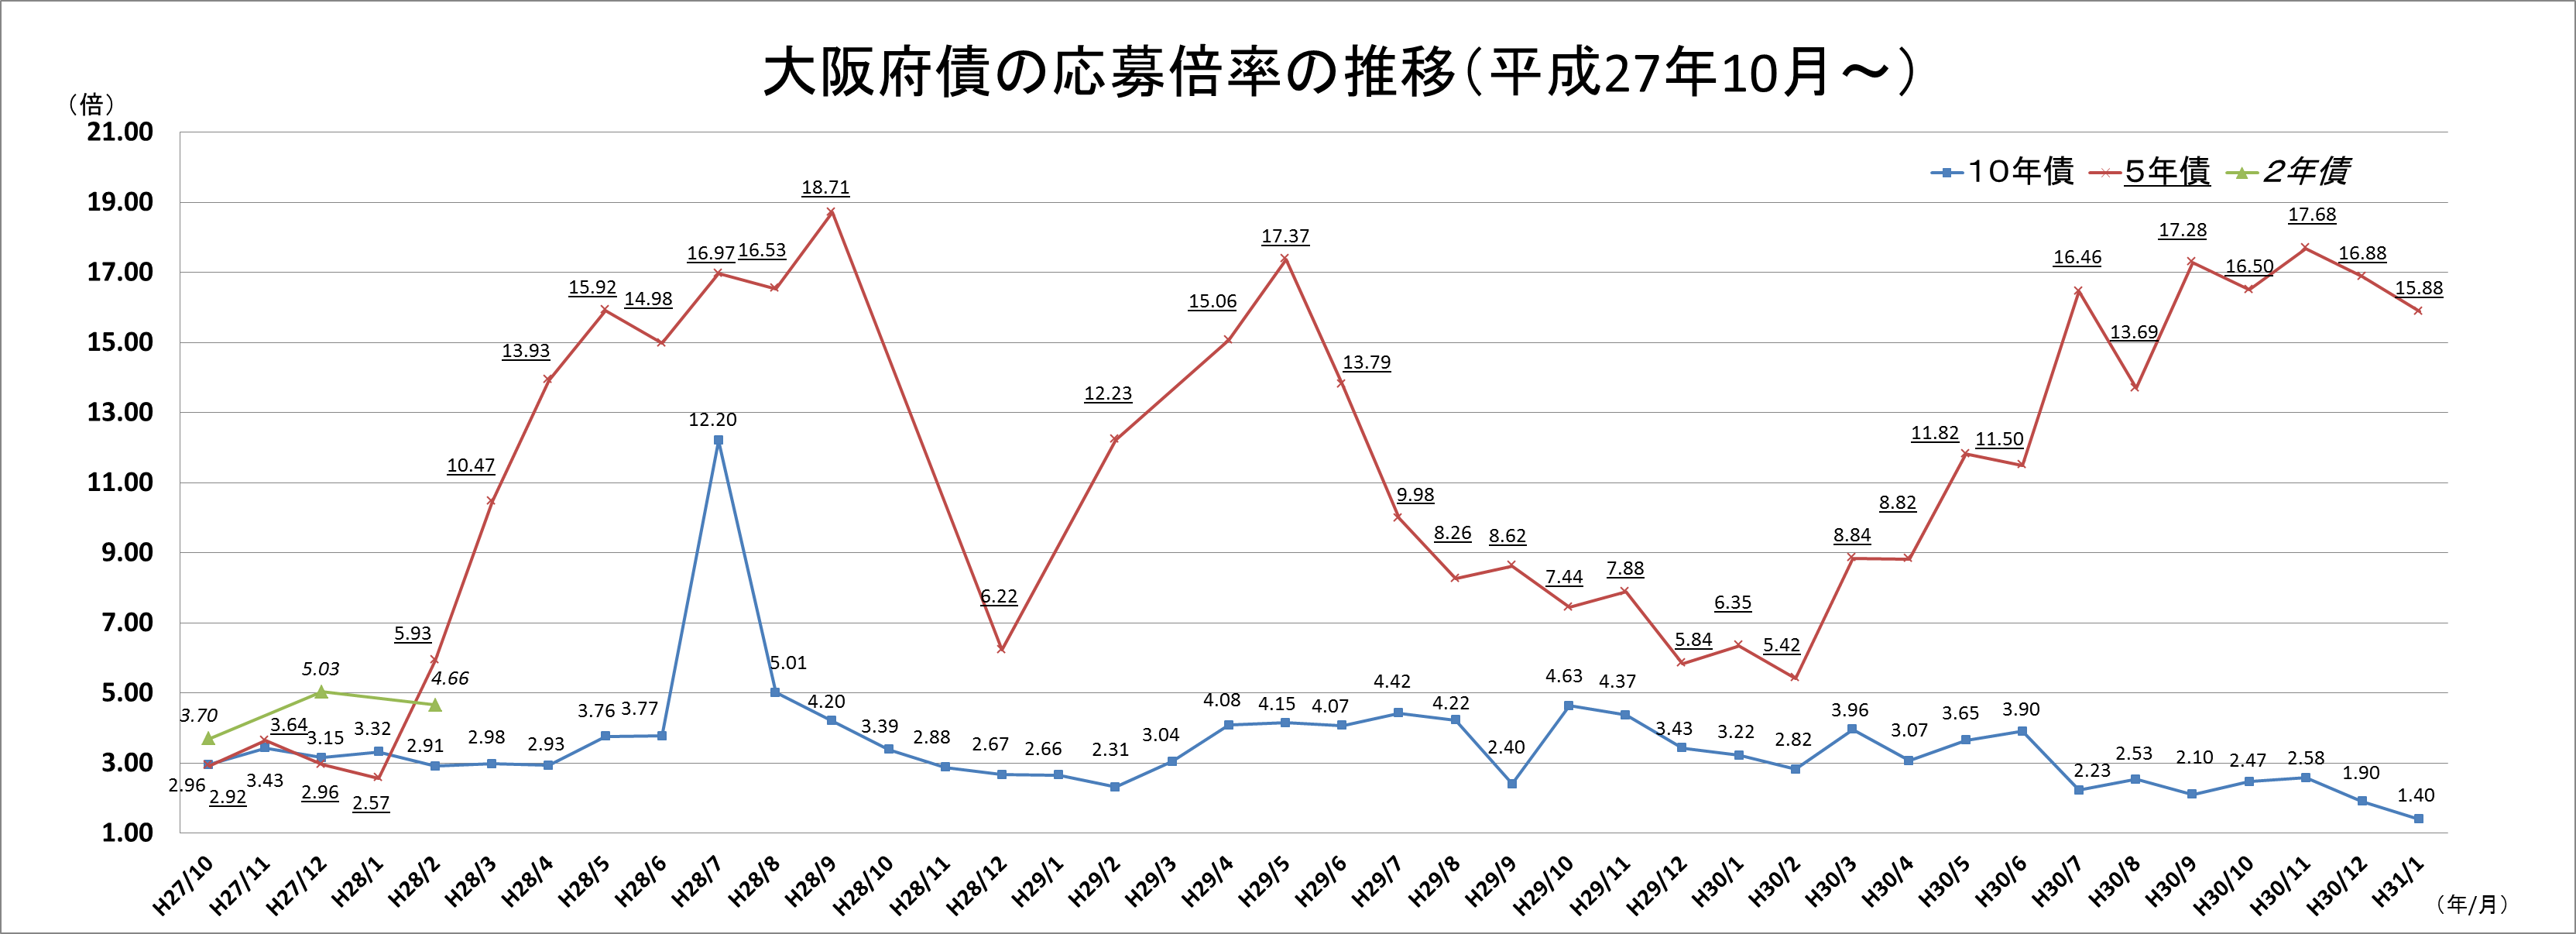 大阪府債の応募倍率の推移（平成27年10月～）
（倍）
21.00
19.00
17.00
15.00
13.00
11.00
9.00
7.00
5.00
3.00
1.00
１０年債 ５年債 ２年債
2.96 3.43 3.15 3.32 2.91 2.98 2.93 3.76 3.77 12.20 5.01 4.20 3.39 2.88 2.67 2.66 2.31 3.04 4.08 4.15 4.07 4.42 4.22 2.40 4.63 4.37 3.43 3.22 2.82 3.96 3.07 3.65 3.90 2.23 2.53 2.10 2.47 2.58 1.90 1.40
2.92 3.64 2.96 2.57 5.93 10.47 13.93 15.92 14.98 16.97 16.53 18.71 6.22 12.23 15.06 17.37 13.79 9.98 8.26 8.62 7.44 7.88 5.84 6.35 5.42 8.84 8.82 11.82 11.50 16.46 13.69 17.28 16.50 17.68 16.88 15.88
3.70 5.03 4.66
H27/10 H27/11 H27/12 H28/1 H28/2 H28/3 H28/4 H28/5 H28/6 H28/7 H28/8 H28/9 H28/10 H28/11 H28/12 H29/1 H29/2 H29/3 H29/4 H29/5 H29/6 H29/7 H29/8 H29/9 H29/10 H29/11 H29/12 H30/1 H30/2 H30/3 H30/4 H30/5 H30/6 H30/7 H30/8 H30/9 H30/10 H30/11 H30/12 H31/1
（年/月）